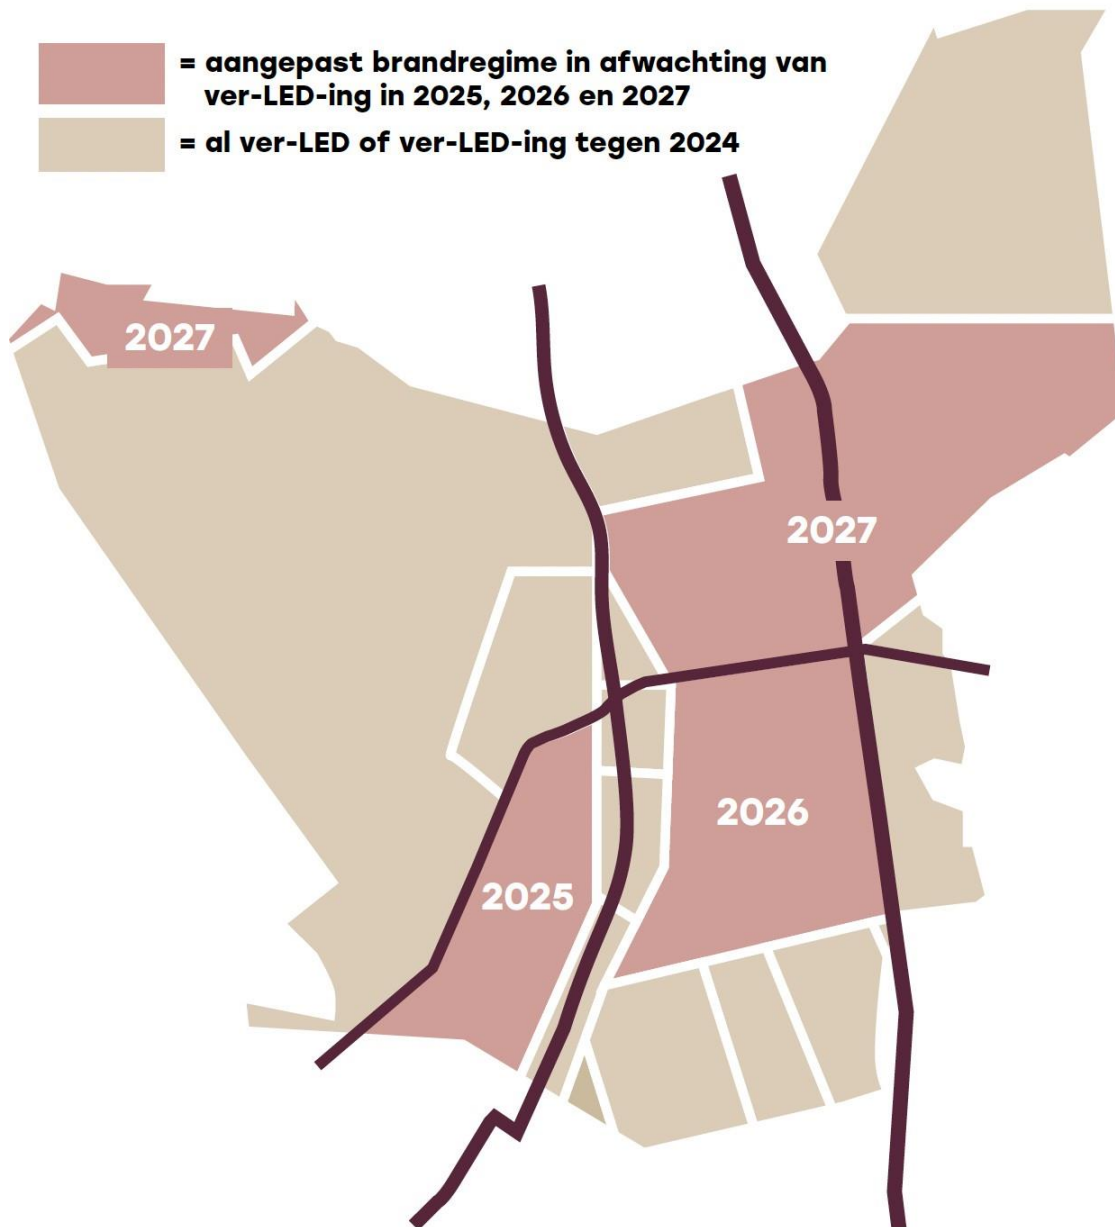 = aangepast brandregime in afwachting van
ver-LED-ing in 2025, 2026 en 2027
= al ver-LED of ver-LED-ing tegen 2024
2027
2027
2026
2025